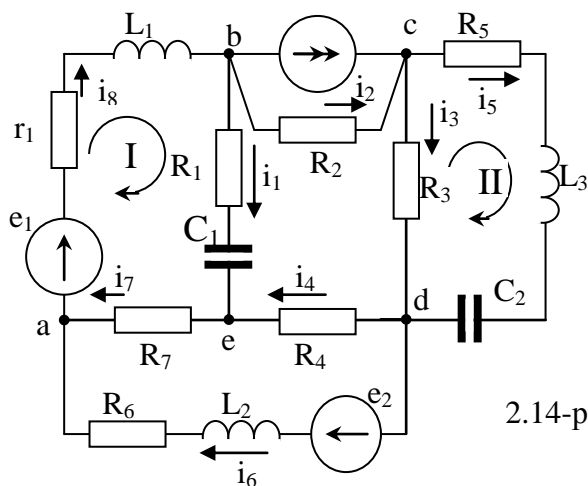 L₁ b c R₅
i₈ i₂ i₃ i₅
r₁ I R₁ i₁ R₂ R₃ II L₃
e₁ C₁
i₇ i₄ d C₂
a R₇ e R₄
R₆ L₂ e₂ 2.14-р
i₆